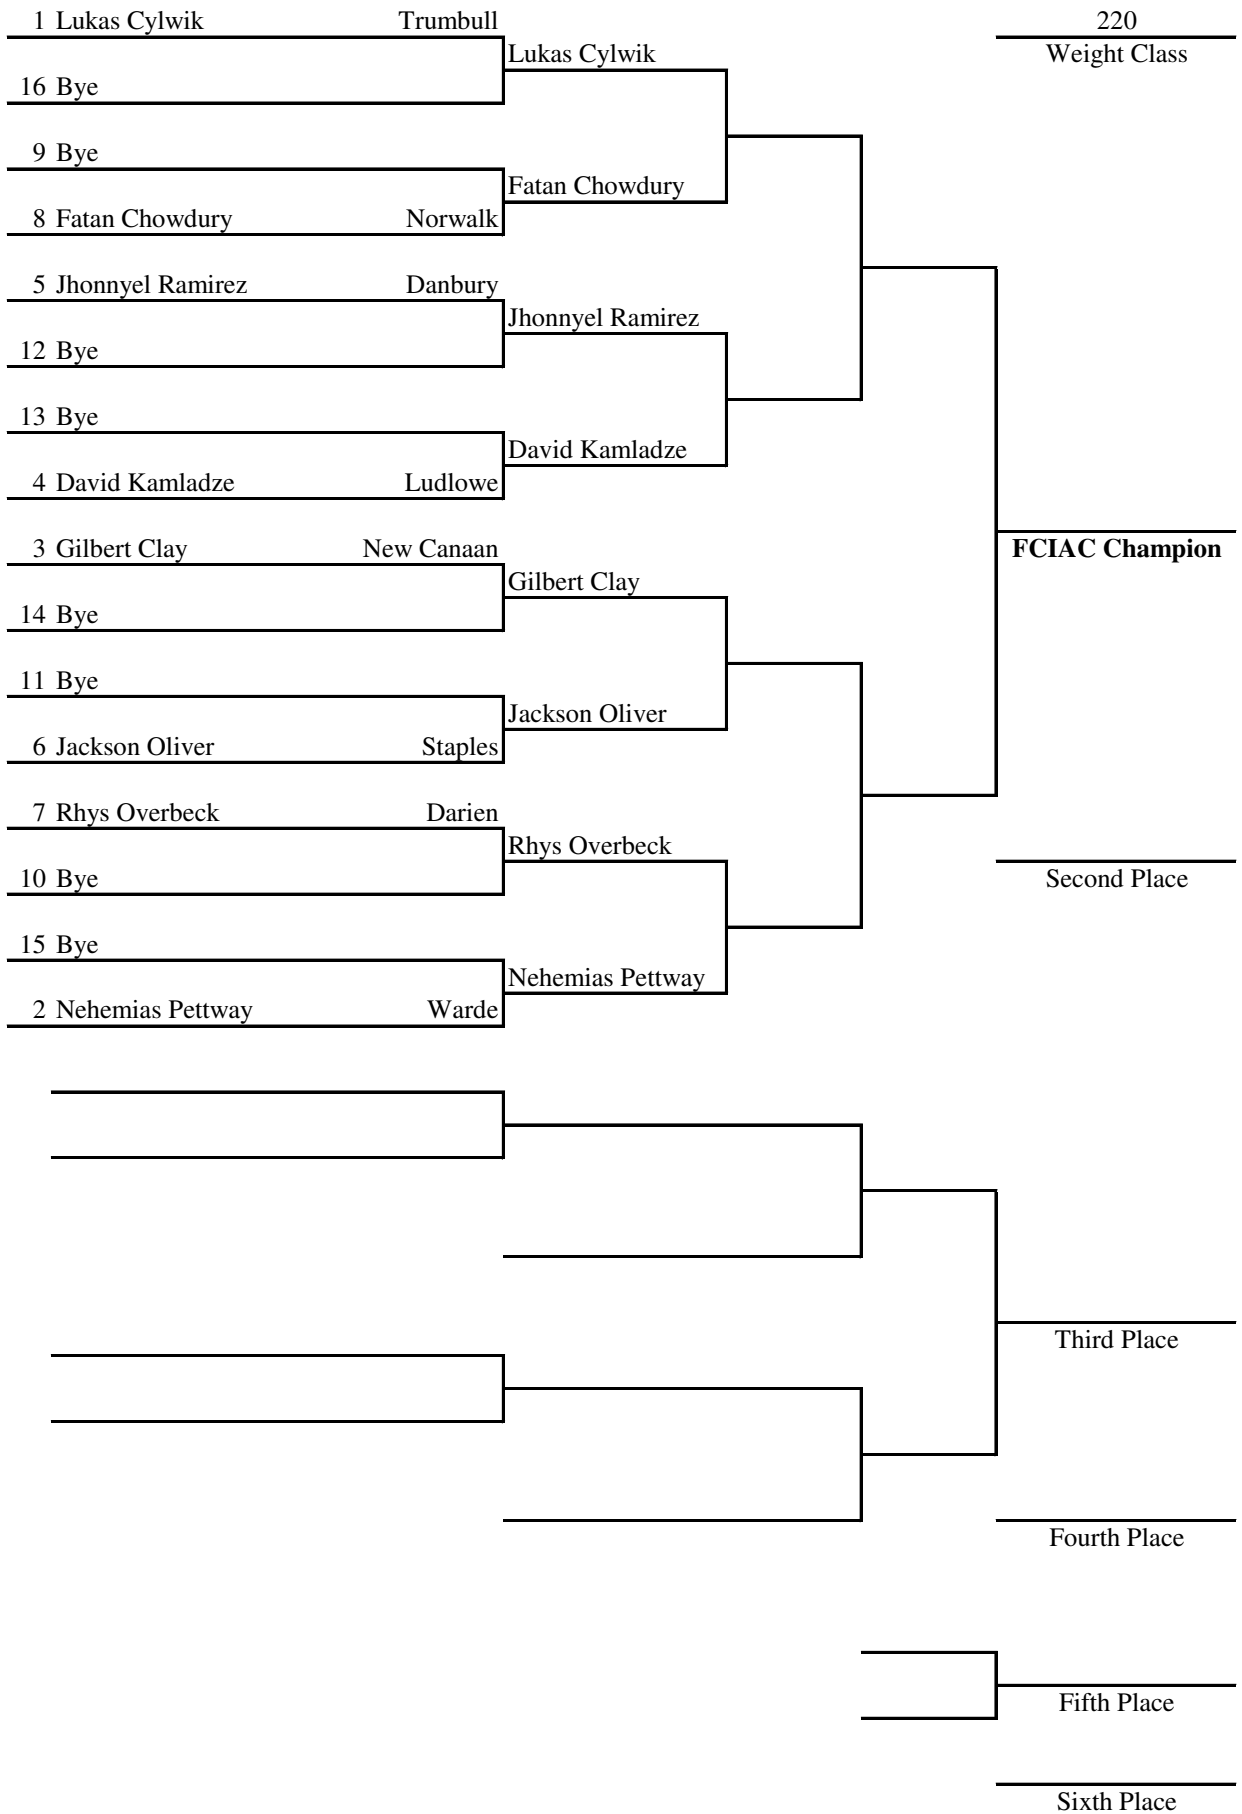 1 Lukas Cylwik Trumbull
220
Lukas Cylwik
Weight Class
16 Bye
9 Bye
Fatan Chowdury
8 Fatan Chowdury Norwalk
5 Jhonnyel Ramirez Danbury
Jhonnyel Ramirez
12 Bye
13 Bye
David Kamladze
4 David Kamladze Ludlowe
3 Gilbert Clay New Canaan
FCIAC Champion
Gilbert Clay
14 Bye
11 Bye
Jackson Oliver
6 Jackson Oliver Staples
7 Rhys Overbeck Darien
Rhys Overbeck
10 Bye
Second Place
15 Bye
Nehemias Pettway
2 Nehemias Pettway Warde
Third Place
Fourth Place
Fifth Place
Sixth Place